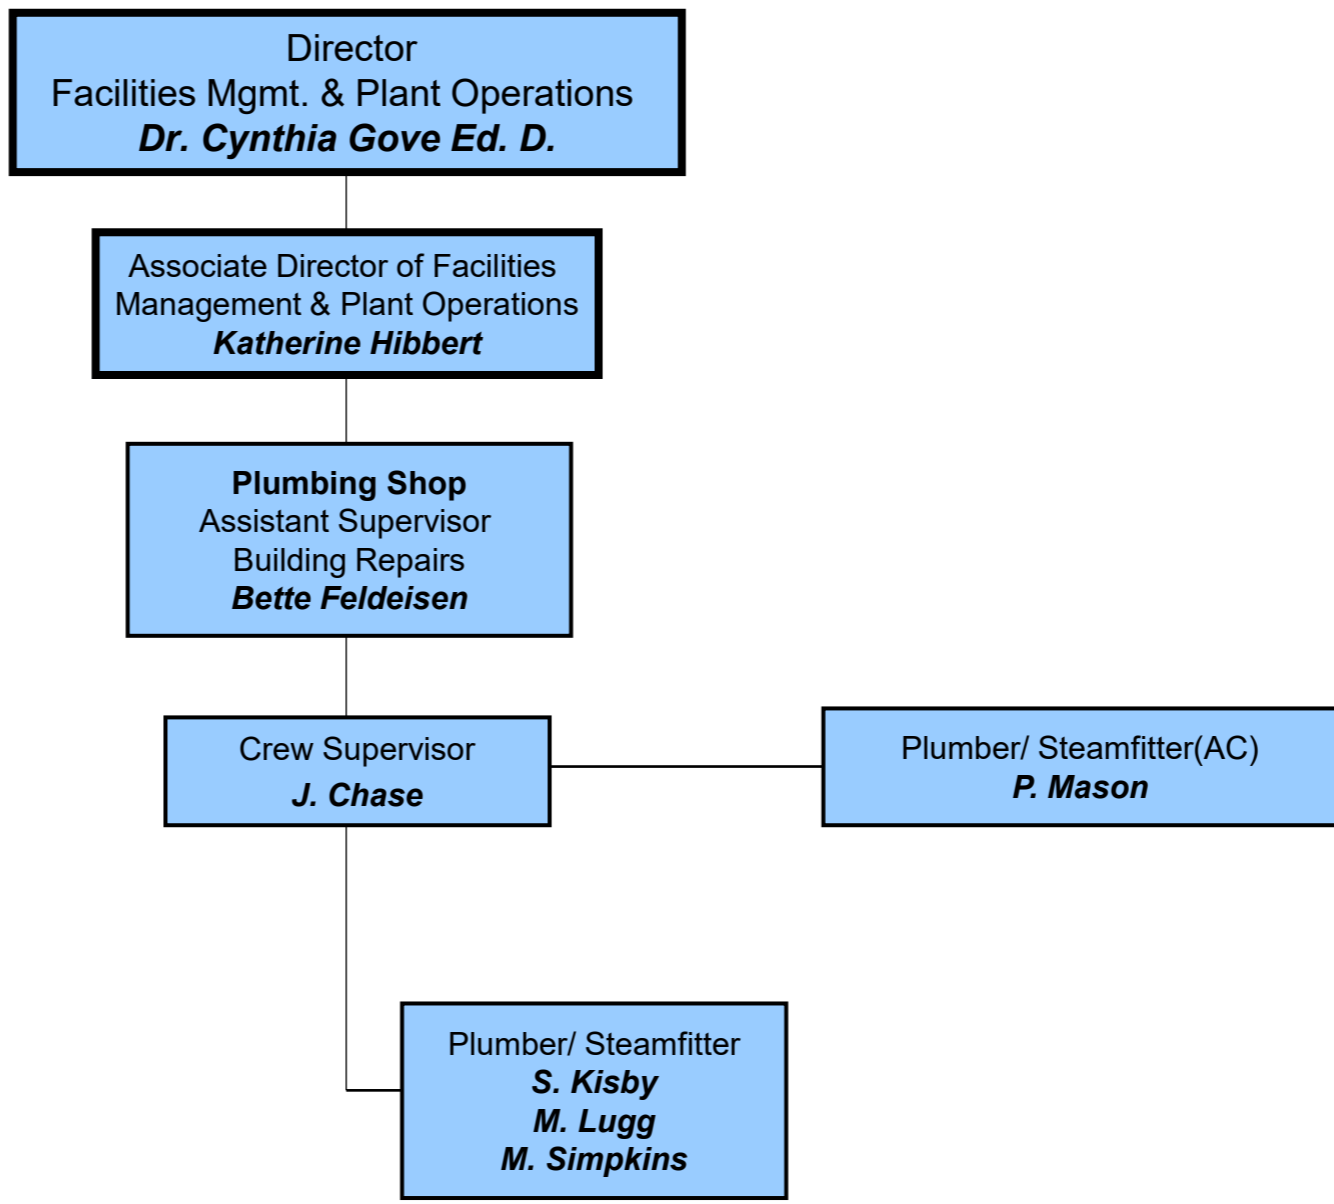 Director
Facilities Mgmt. & Plant Operations
Dr. Cynthia Gove Ed. D.
Associate Director of Facilities
Management & Plant Operations
Katherine Hibbert
Plumbing Shop
Assistant Supervisor
Building Repairs
Bette Feldeisen
Crew Supervisor
J. Chase
Plumber/ Steamfitter(AC)
P. Mason
Plumber/ Steamfitter
S. Kisby
M. Lugg
M. Simpkins